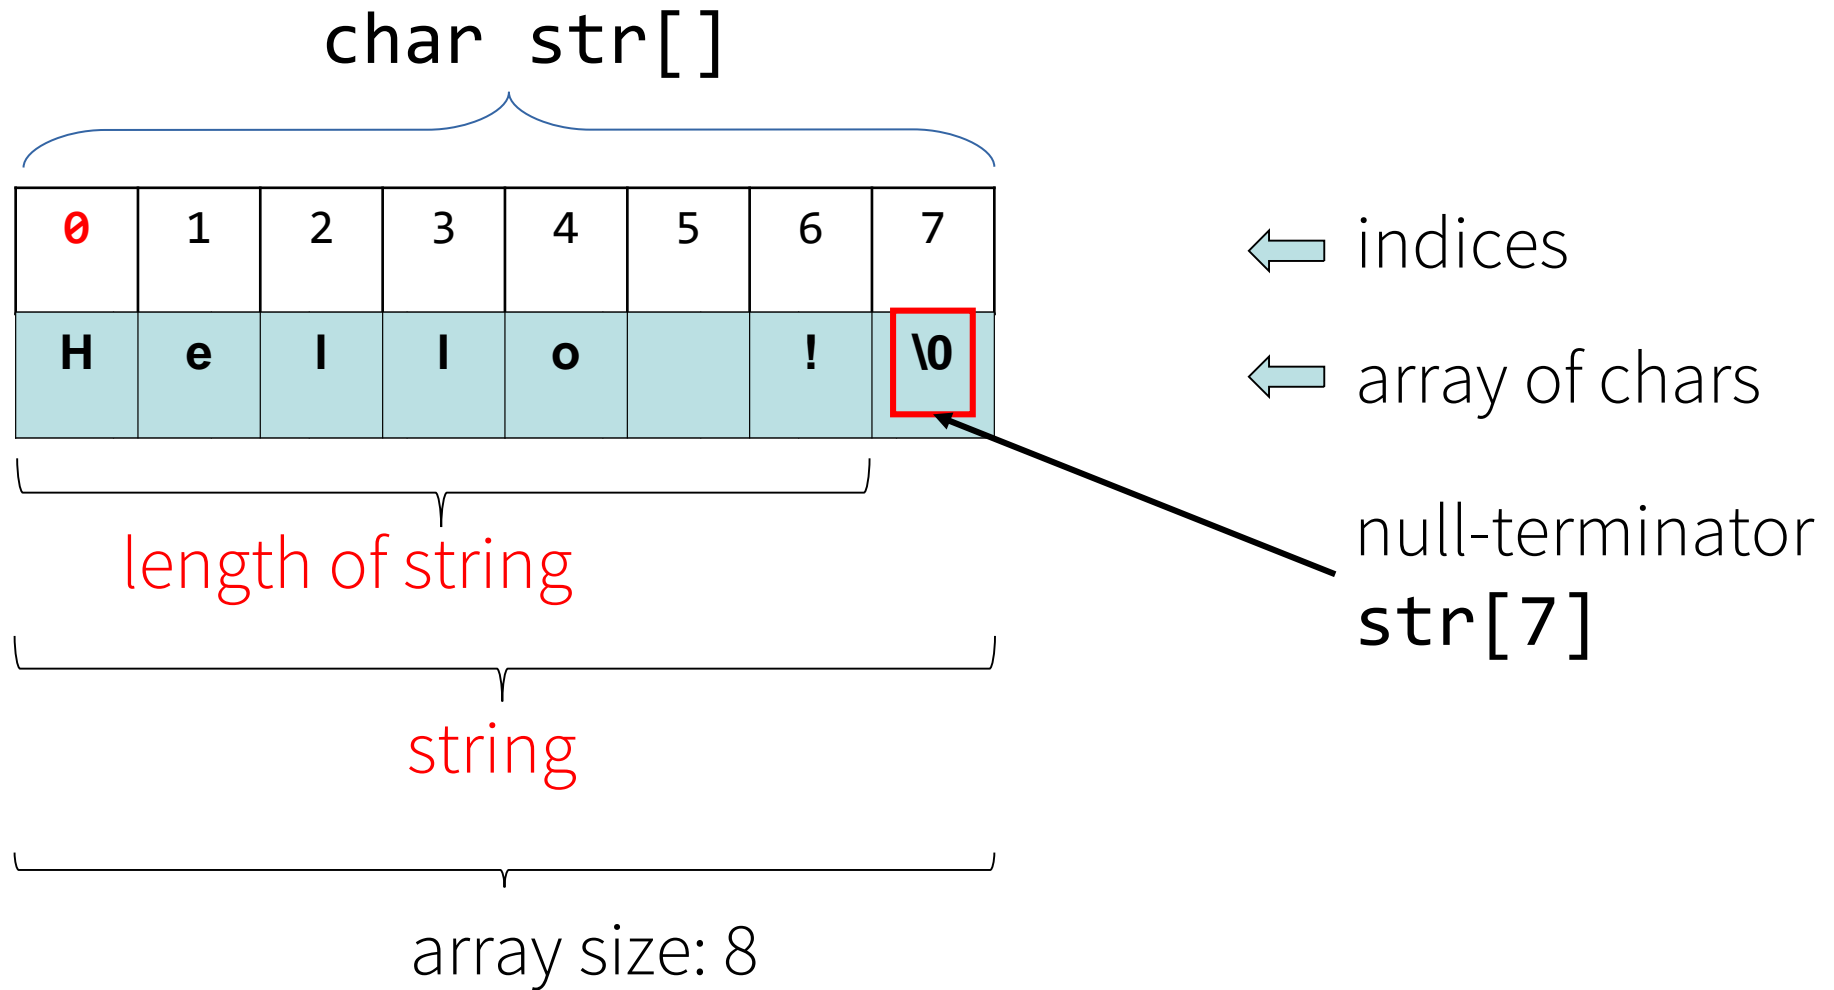 char str[]
0 1 2 3 4 5 6 7
indices
H e l l o ! \0
array of chars
length of string
null-terminator
str[7]
string
array size: 8